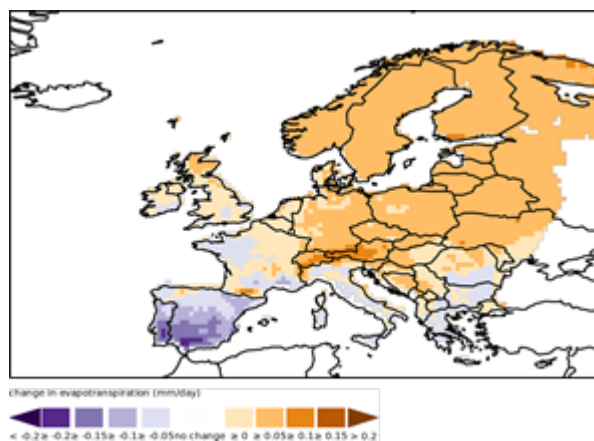 change in evapotranspiration (mm/day)
< -0.2 ≥ -0.2 ≥ -0.15 ≥ -0.1 ≥ -0.05 no change ≥ 0 ≥ 0.05 ≥ 0.1 ≥ 0.15 > 0.2